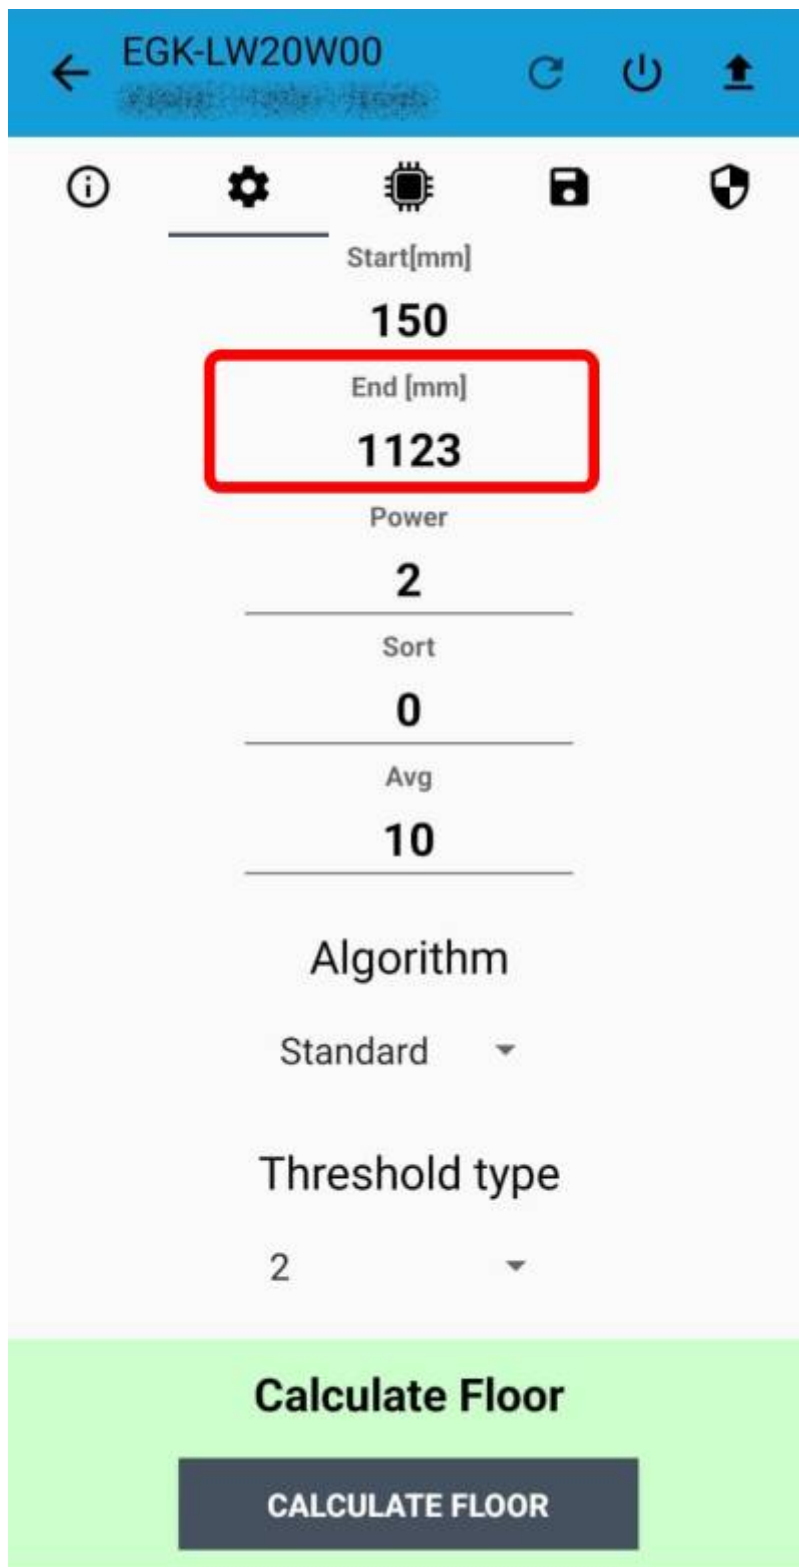 EGK-LW20W00
Start[mm]
150
End [mm]
1123
Power
2
Sort
0
Avg
10
Algorithm
Standard
Threshold type
2
Calculate Floor
CALCULATE FLOOR